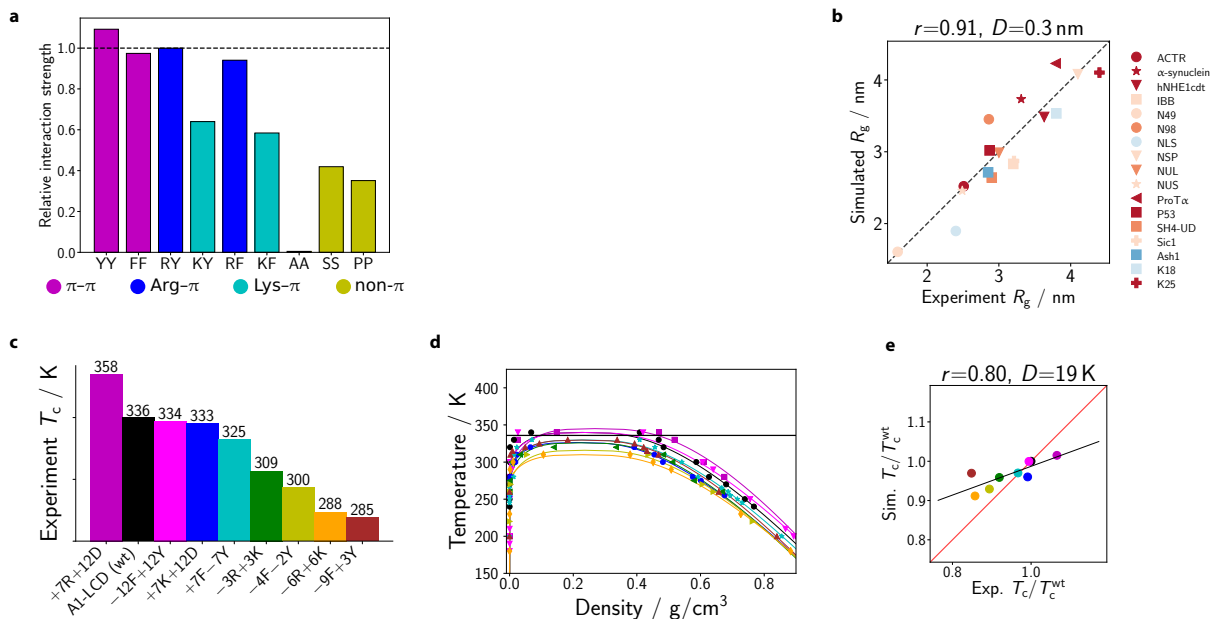 a
Relative interaction strength
1.0
0.8
0.6
0.4
0.2
0.0
YY FF RY KY RF KF AA SS PP
π–π Arg–π Lys–π non-π
b
r=0.91, D=0.3 nm
Simulated Rg / nm
4
3
2
2 3 4
Experiment Rg / nm
ACTR
α-synuclein
hNHE1cdt
IBB
N49
N98
NLS
NSP
NUL
NUS
ProTα
P53
SH4-UD
Sic1
Ash1
K18
K25
c
Experiment Tc / K
358
336
334
333
325
309
300
288
285
+7R+12D
A1-LCD (wt)
−12F+12Y
+7K+12D
+7F−7Y
−3R+3K
−4F−2Y
−6R+6K
−9F+3Y
d
Temperature / K
400
350
300
250
200
150
0.0 0.2 0.4 0.6 0.8
Density / g/cm³
e
r=0.80, D=19 K
Sim. Tc/Tcwt
1.1
1.0
0.9
0.8
0.8 1.0
Exp. Tc/Tcwt